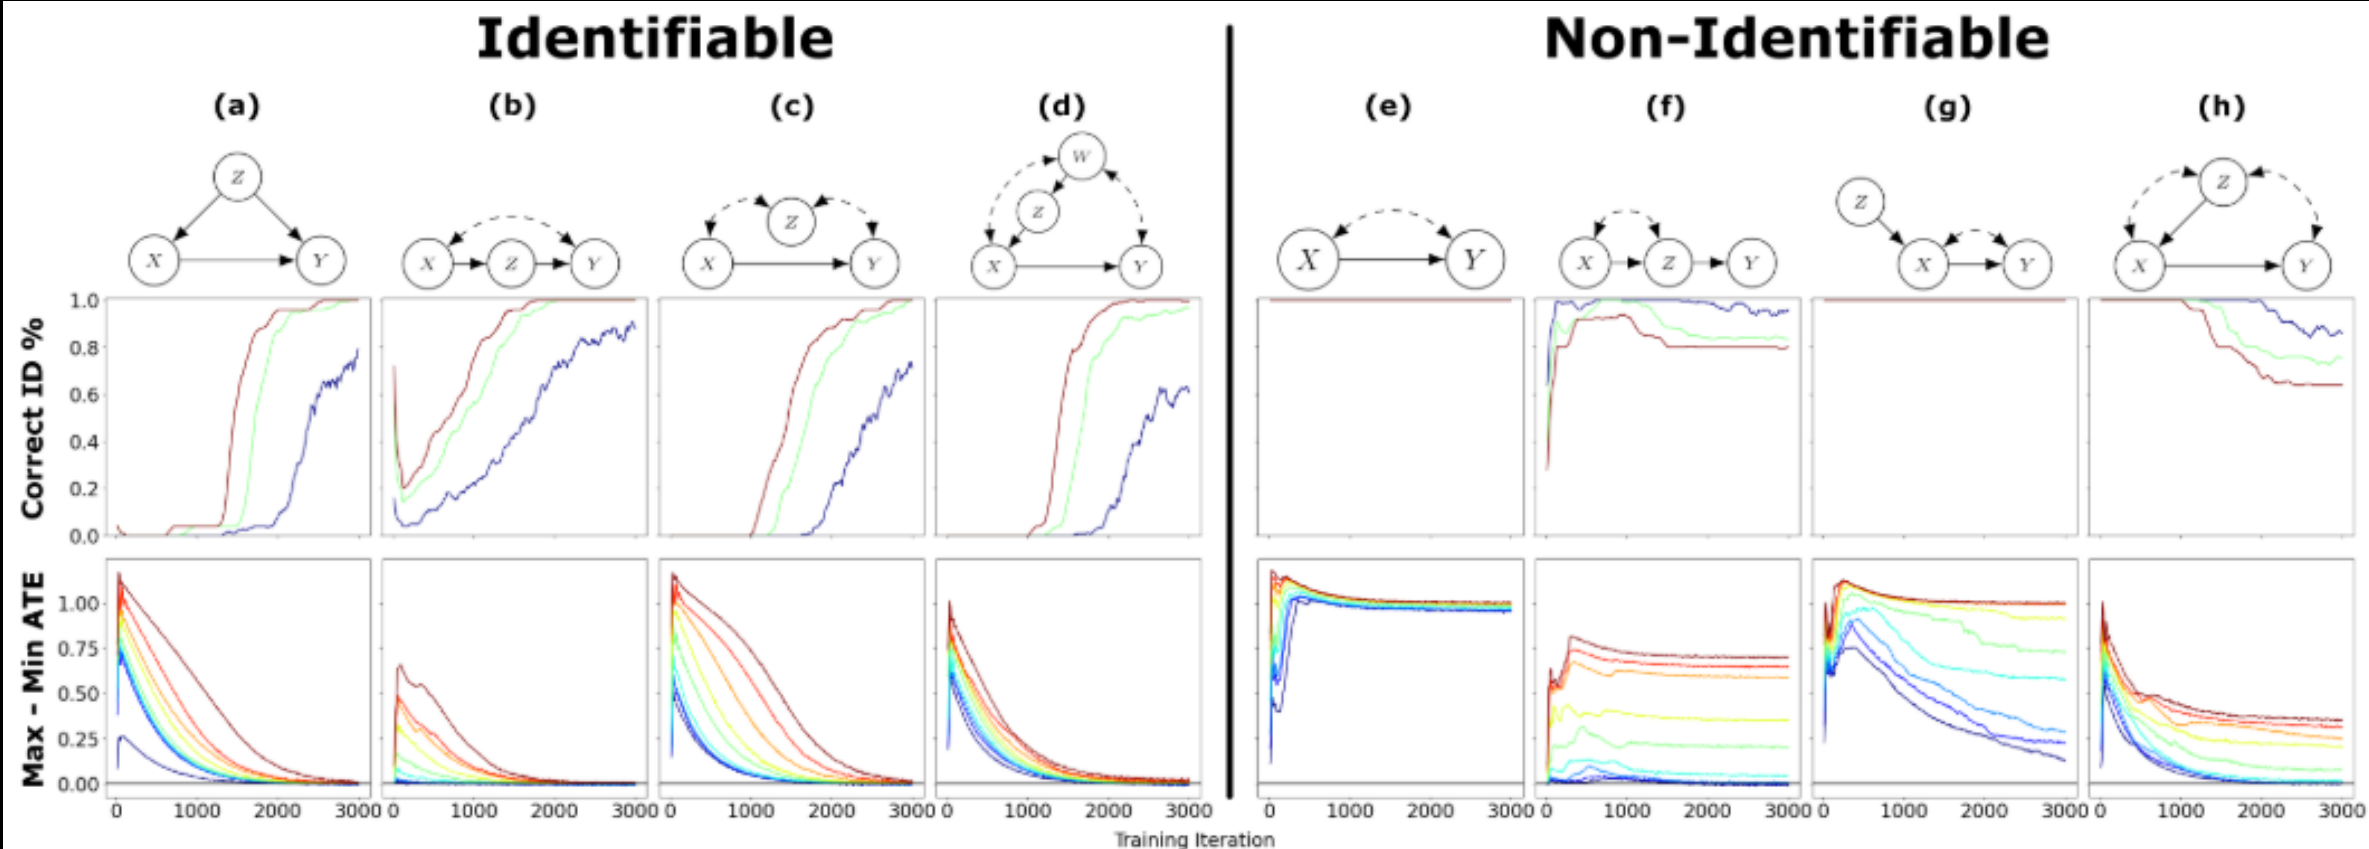 Identifiable Non-Identifiable
(a) (b) (c) (d) (e) (f) (g) (h)
Z X Y
X Z Y
Z X Y
W Z X Y
X Y
X Z Y
Z X Y
Z X Y
Correct ID %
1.0
0.8
0.6
0.4
0.2
0.0
Max - Min ATE
1.00
0.75
0.50
0.25
0.00
0 1000 2000 3000 0 1000 2000 3000 0 1000 2000 3000 0 1000 2000 3000 0 1000 2000 3000 0 1000 2000 3000 0 1000 2000 3000 0 1000 2000 3000
Training Iteration